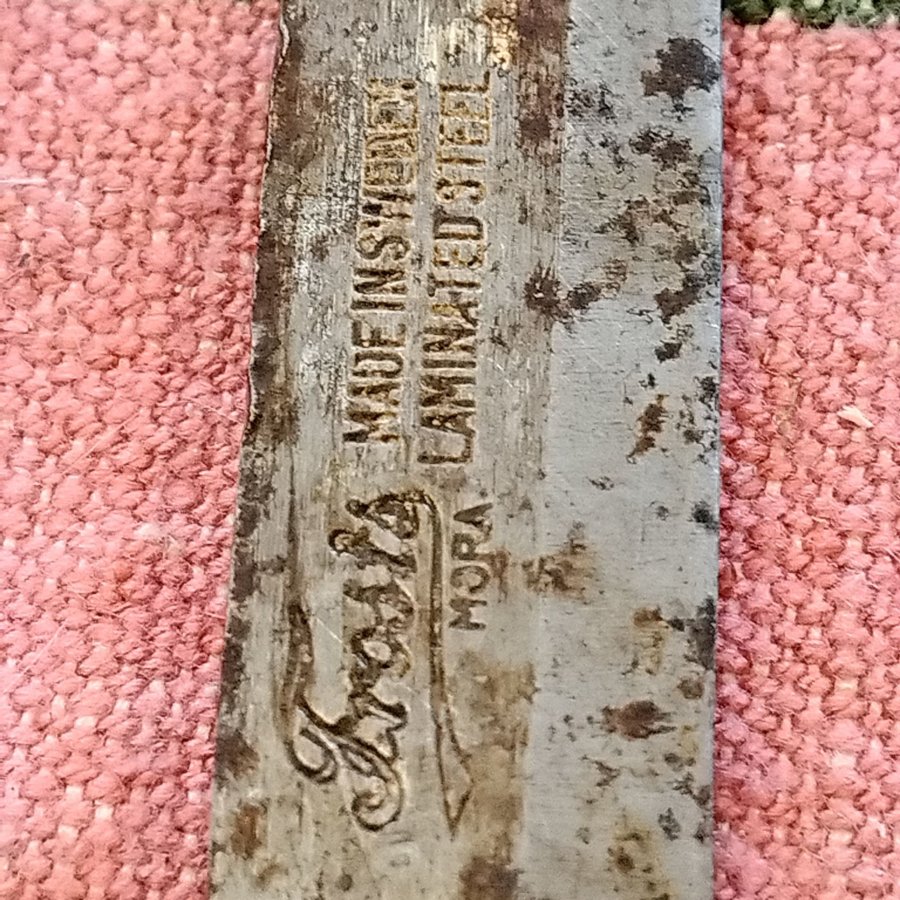 Frosts
MORA
MADE IN SWEDEN
LAMINATED STEEL